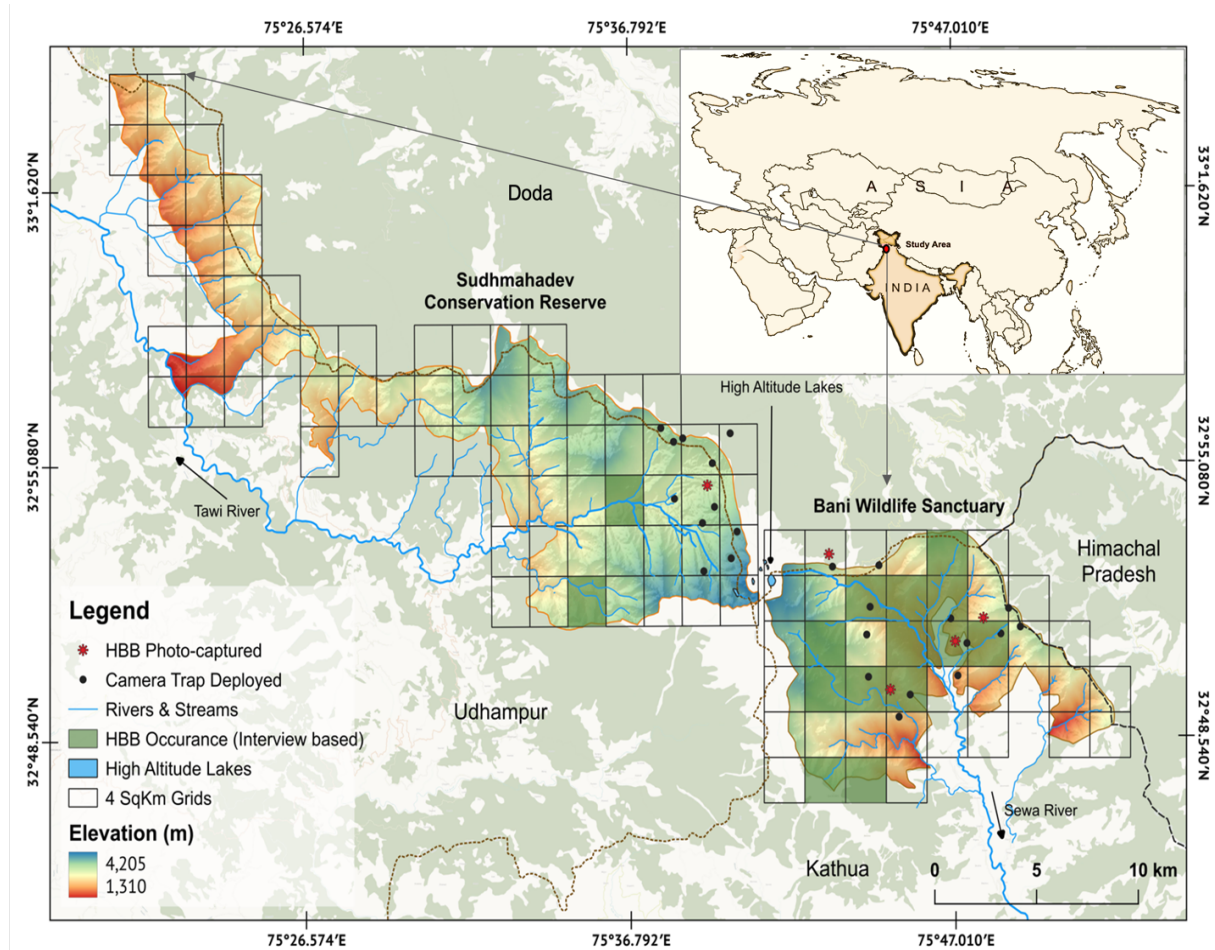 75°26.574′E
75°36.792′E
75°47.010′E
33°1.620″N
33°1.620″N
Doda
A S I A
Study Area
INDIA
Sudhmahadev
Conservation Reserve
High Altitude Lakes
32°55.080″N
32°55.080″N
Tawi River
Bani Wildlife Sanctuary
Himachal
Pradesh
Legend
HBB Photo-captured
Camera Trap Deployed
Rivers & Streams
HBB Occurance (Interview based)
High Altitude Lakes
4 SqKm Grids
Elevation (m)
4,205
1,310
Udhampur
32°48.540″N
32°48.540″N
Sewa River
Kathua
0 5 10 km
75°26.574′E
75°36.792′E
75°47.010′E